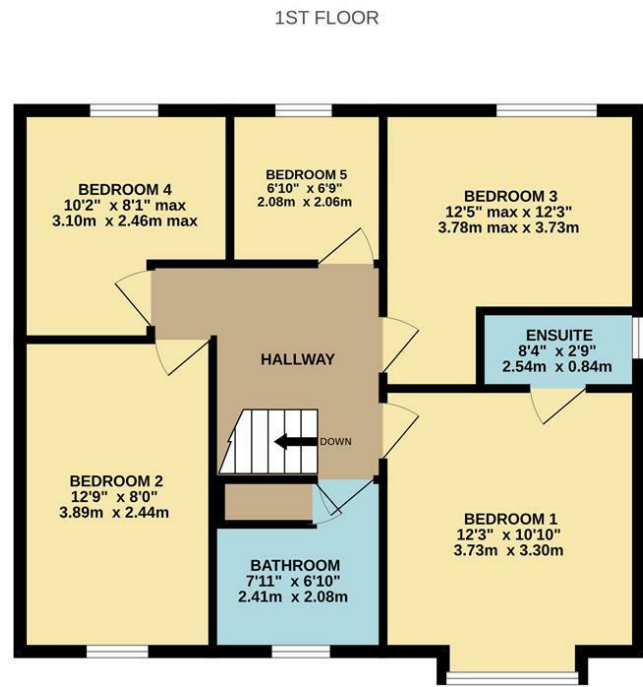 1ST FLOOR
BEDROOM 4
10'2" x 8'1" max
3.10m x 2.46m max
BEDROOM 5
6'10" x 6'9"
2.08m x 2.06m
BEDROOM 3
12'5" max x 12'3"
3.78m max x 3.73m
ENSUITE
8'4" x 2'9"
2.54m x 0.84m
HALLWAY
DOWN
BEDROOM 2
12'9" x 8'0"
3.89m x 2.44m
BATHROOM
7'11" x 6'10"
2.41m x 2.08m
BEDROOM 1
12'3" x 10'10"
3.73m x 3.30m